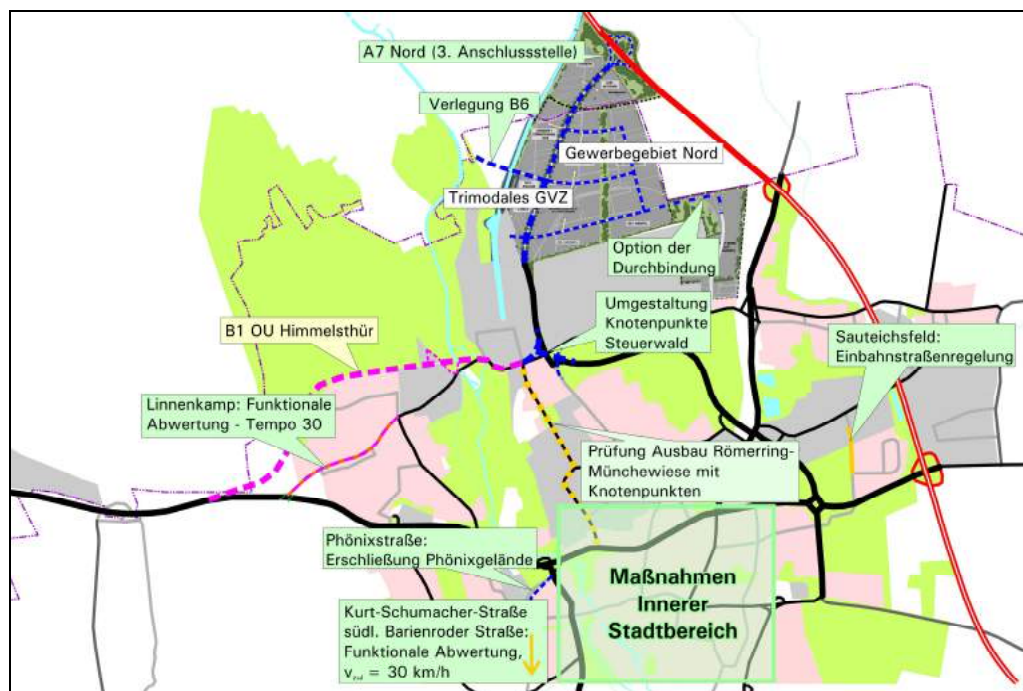 A7 Nord (3. Anschlussstelle)
Verlegung B6
Gewerbegebiet Nord
Trimodales GVZ
Option der
Durchbindung
Umgestaltung
Knotenpunkte
Steuerwald
B1 OU Himmelsthür
Sauteichsfeld:
Einbahnstraßenregelung
Linnenkamp: Funktionale
Abwertung - Tempo 30
Prüfung Ausbau Römerring-
Münchewiese mit
Knotenpunkten
Phönixstraße:
Erschließung Phönixgelände
Maßnahmen
Innerer
Stadtbereich
Kurt-Schumacher-Straße
südl. Barienroder Straße:
Funktionale Abwertung,
v = 30 km/h